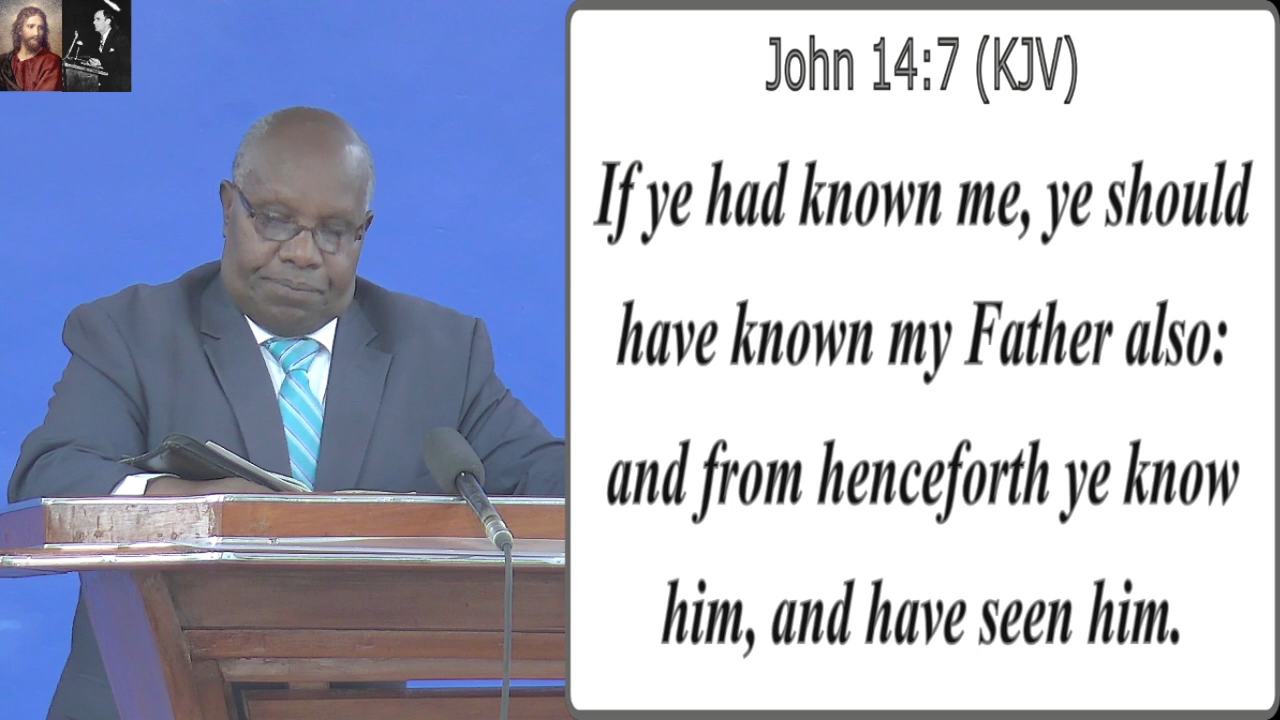 John 14:7 (KJV)
If ye had known me, ye should
have known my Father also:
and from henceforth ye know
him, and have seen him.